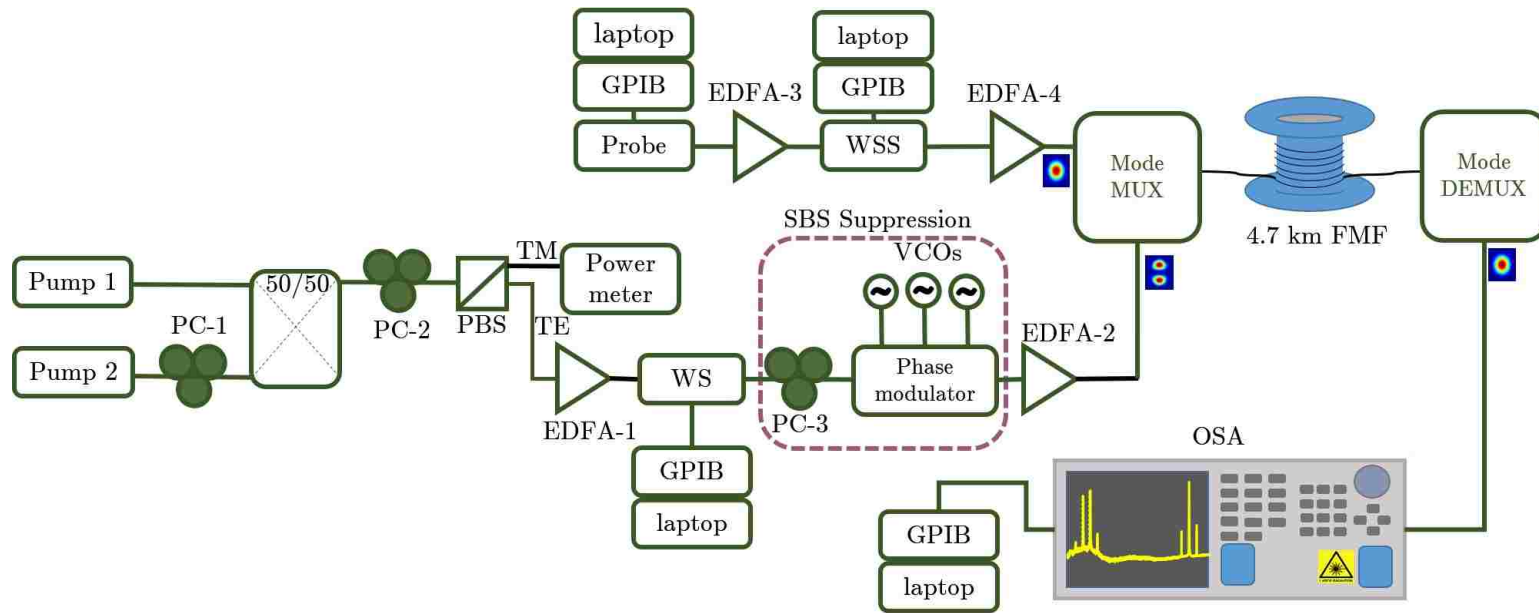 laptop
GPIB
Probe
EDFA-3
laptop
GPIB
WSS
EDFA-4
Mode
MUX
4.7 km FMF
Mode
DEMUX
Pump 1
Pump 2
PC-1
50/50
PC-2
PBS
TM
TE
Power
meter
EDFA-1
WS
GPIB
laptop
SBS Suppression
VCOs
PC-3
Phase
modulator
EDFA-2
OSA
GPIB
laptop